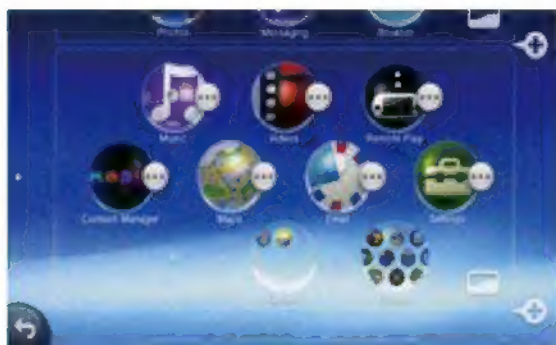 Photos Messaging Browser
Music Videos Remote Play
Content Manager Maps Email Settings